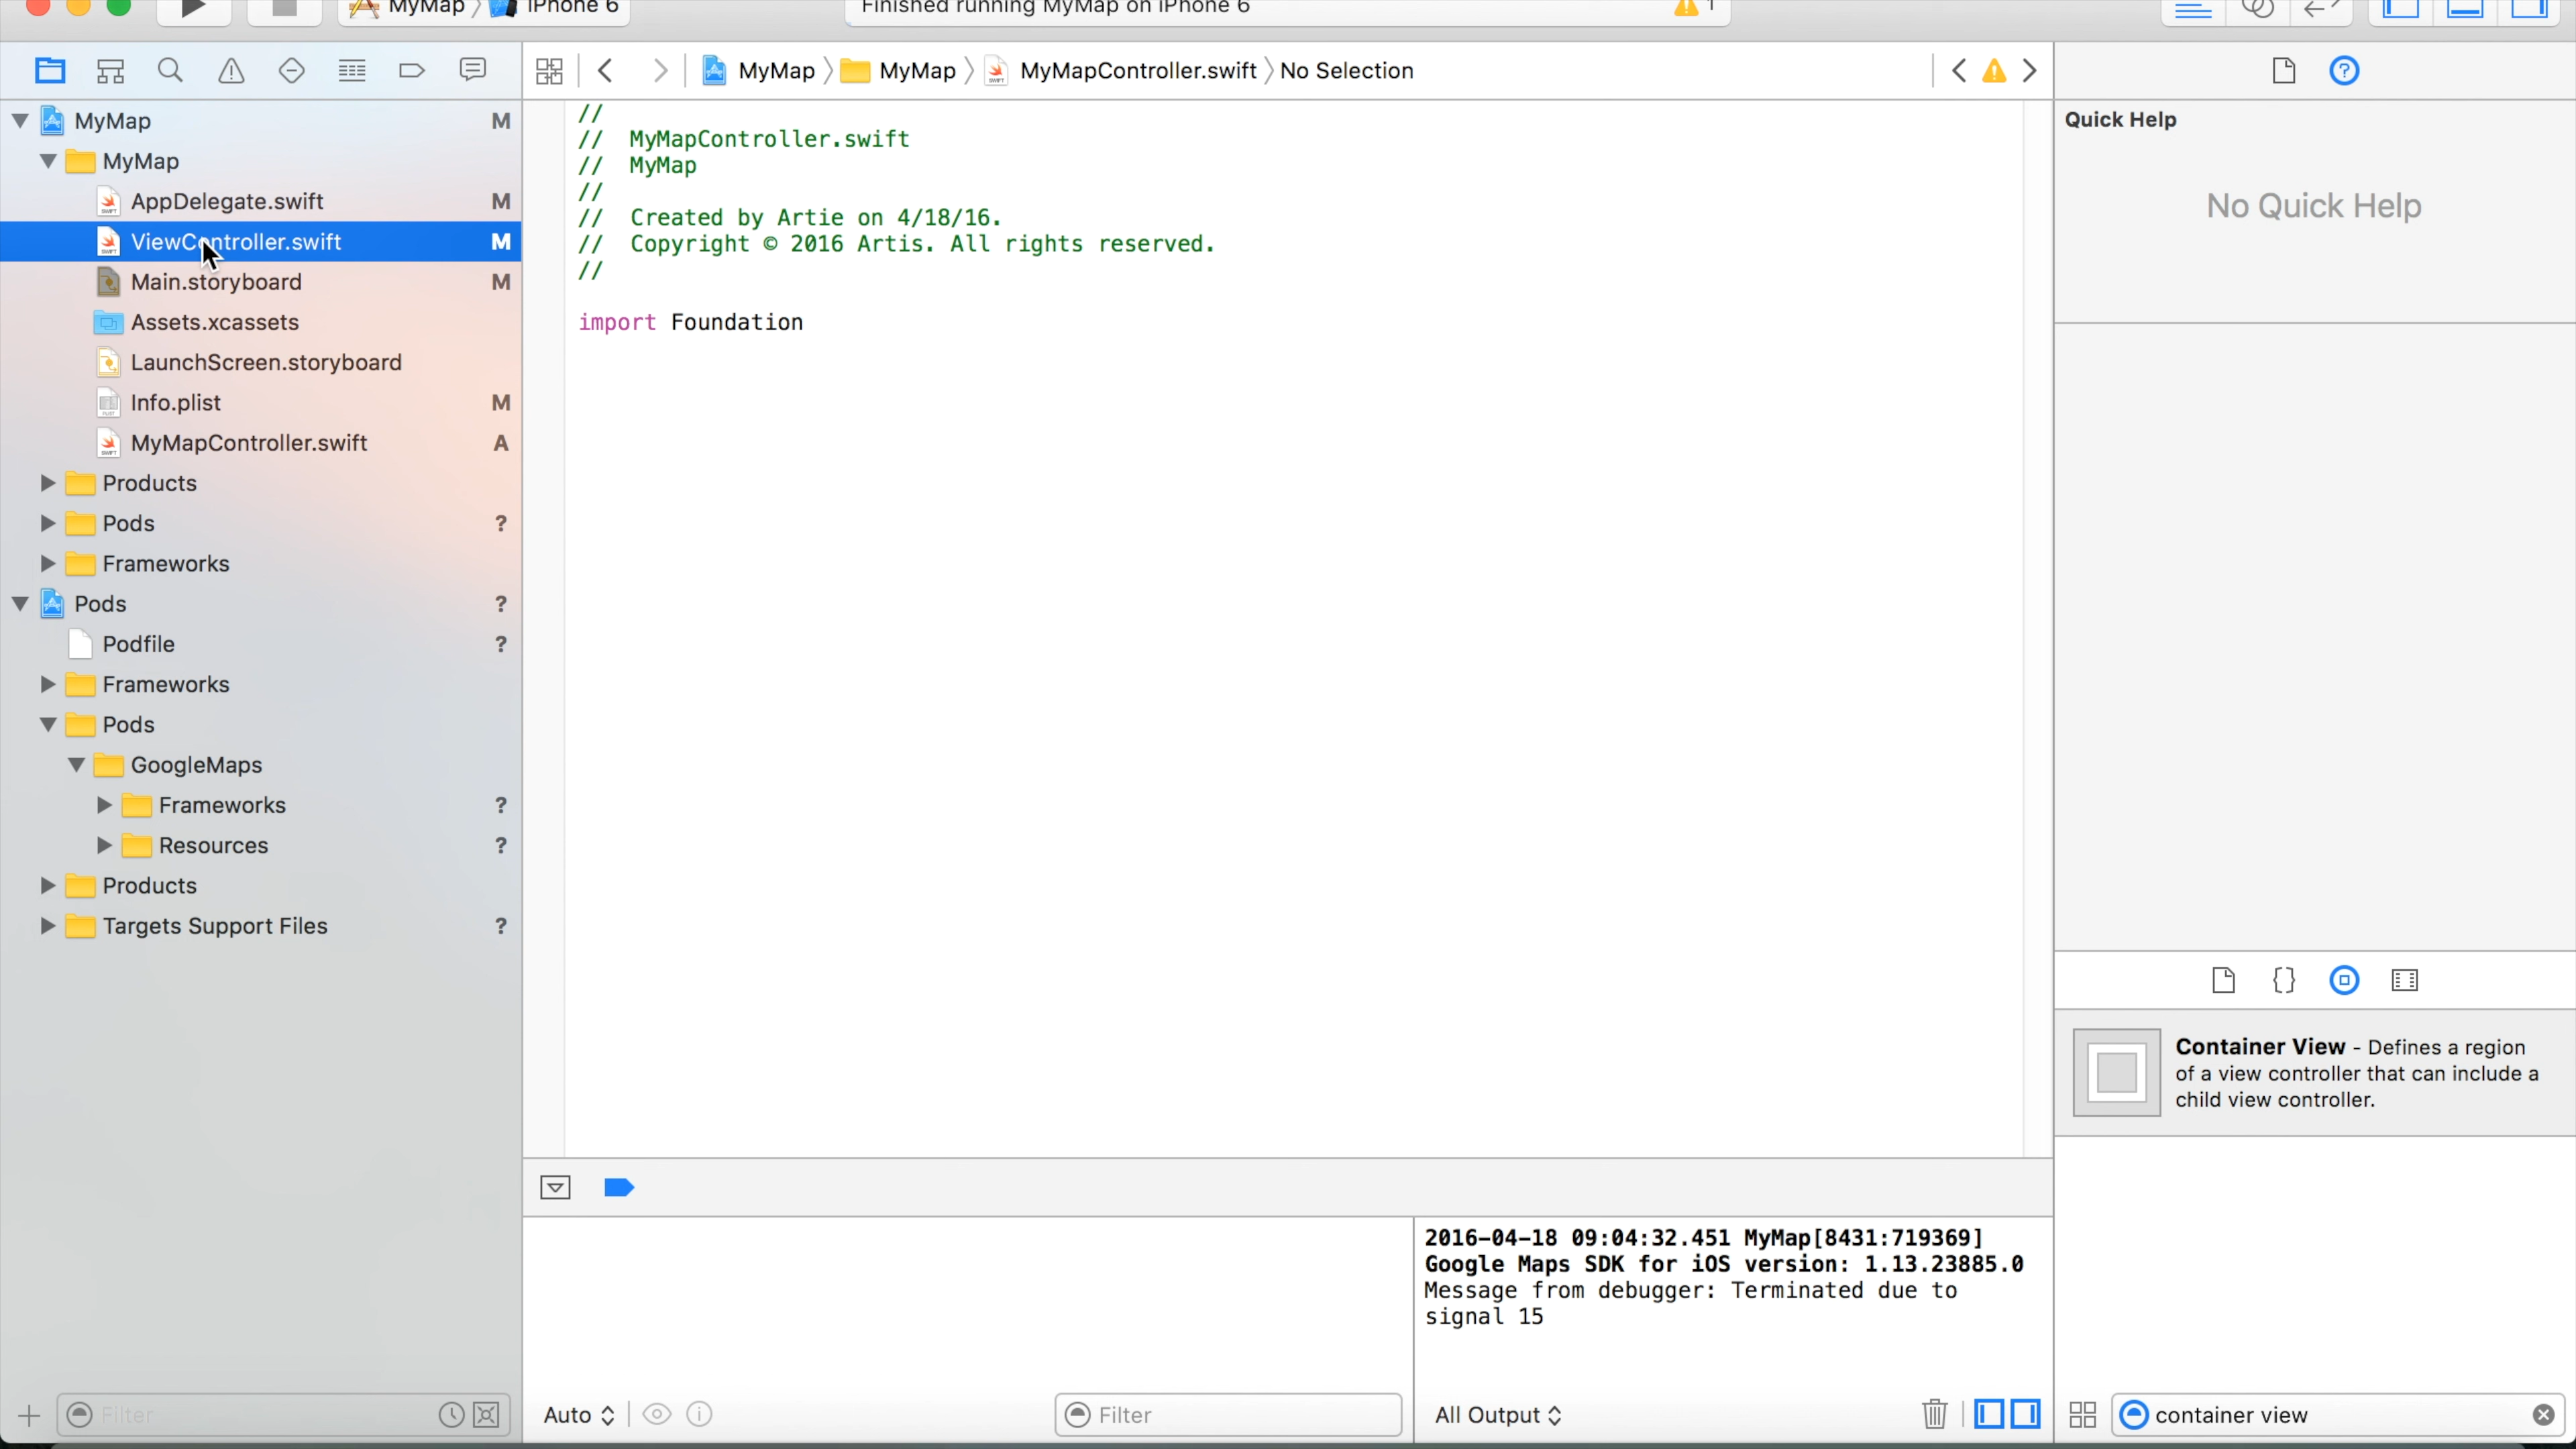 MyMap 〉 iPhone 6
Finished running MyMap on iPhone 6
1
MyMap 〉 MyMap 〉 MyMapController.swift 〉 No Selection
MyMap M
MyMap
AppDelegate.swift M
ViewController.swift M
Main.storyboard M
Assets.xcassets
LaunchScreen.storyboard
Info.plist M
MyMapController.swift A
Products
Pods ?
Frameworks
Pods ?
Podfile ?
Frameworks
Pods
GoogleMaps
Frameworks ?
Resources ?
Products
Targets Support Files ?
Filter
//
//  MyMapController.swift
//  MyMap
//
//  Created by Artie on 4/18/16.
//  Copyright © 2016 Artis. All rights reserved.
//
import Foundation
2016-04-18 09:04:32.451 MyMap[8431:719369]
Google Maps SDK for iOS version: 1.13.23885.0
Message from debugger: Terminated due to
signal 15
Auto
Filter
All Output
Quick Help
No Quick Help
Container View - Defines a region
of a view controller that can include a
child view controller.
container view